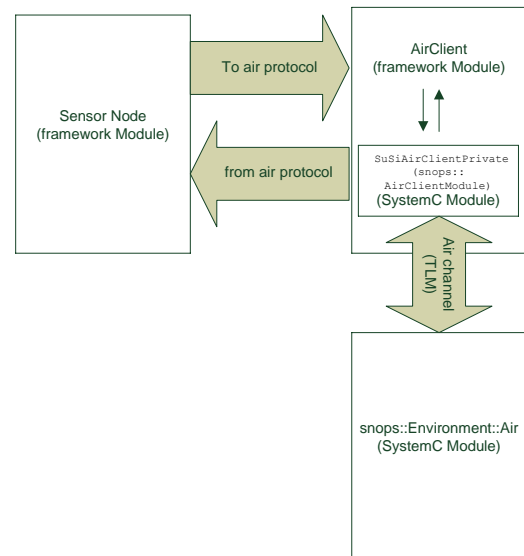 To air protocol
AirClient
(framework Module)
Sensor Node
(framework Module)
from air protocol
SuSiAirClientPrivate
(snops::
AirClientModule)
(SystemC Module)
Air channel
(TLM)
snops::Environment::Air
(SystemC Module)